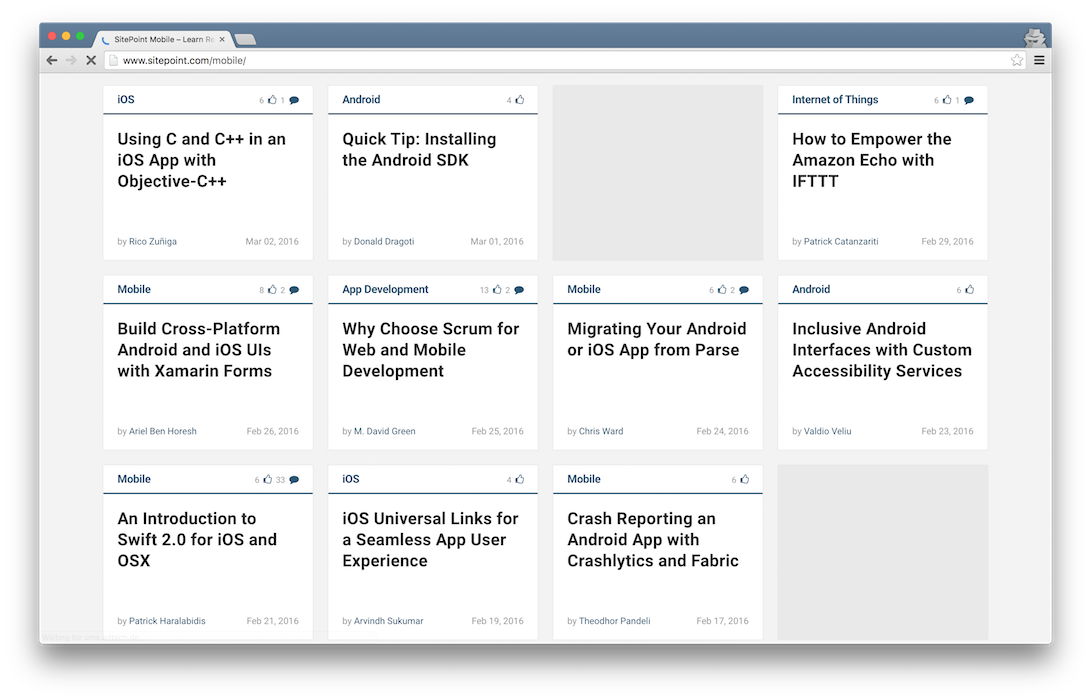 SitePoint Mobile – Learn Re
www.sitepoint.com/mobile/
iOS 6 1
Using C and C++ in an
iOS App with
Objective-C++
by Rico Zuñiga Mar 02, 2016
Android 4
Quick Tip: Installing
the Android SDK
by Donald Dragoti Mar 01, 2016
Internet of Things 6 1
How to Empower the
Amazon Echo with
IFTTT
by Patrick Catanzariti Feb 29, 2016
Mobile 8 2
Build Cross-Platform
Android and iOS UIs
with Xamarin Forms
by Ariel Ben Horesh Feb 26, 2016
App Development 13 2
Why Choose Scrum for
Web and Mobile
Development
by M. David Green Feb 25, 2016
Mobile 6 2
Migrating Your Android
or iOS App from Parse
by Chris Ward Feb 24, 2016
Android 6
Inclusive Android
Interfaces with Custom
Accessibility Services
by Valdio Veliu Feb 23, 2016
Mobile 6 33
An Introduction to
Swift 2.0 for iOS and
OSX
by Patrick Haralabidis Feb 21, 2016
iOS 4
iOS Universal Links for
a Seamless App User
Experience
by Arvindh Sukumar Feb 19, 2016
Mobile 6
Crash Reporting an
Android App with
Crashlytics and Fabric
by Theodhor Pandeli Feb 17, 2016